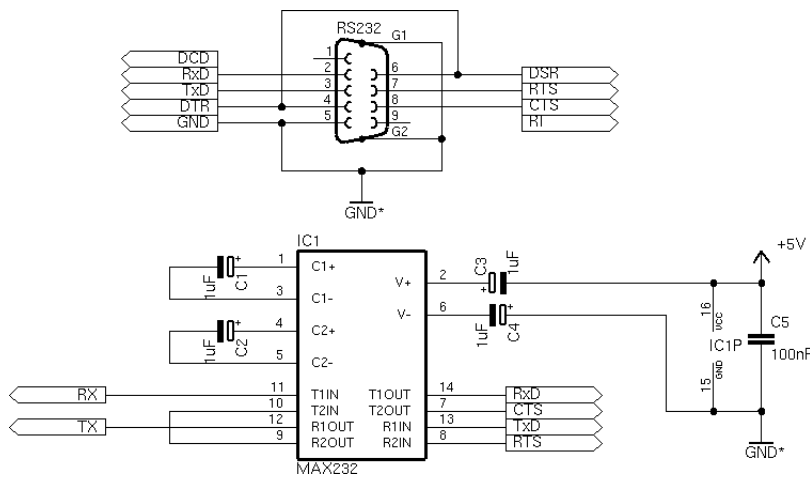 RS232
G1
DCD
1
RxD 2 6 DSR
TxD 3 7 RTS
DTR 4 8 CTS
GND 5 9 RI
G2
GND*
IC1
+5V
1uF + C1 1 C1+
3 C1-
V+ 2 + C3 1uF
1uF + C2 4 C2+
V- 6 1uF + C4
5 C2-
16 VCC
IC1P
15 GND
C5
100nF
RX 11 T1IN T1OUT 14 RxD
10 T2IN T2OUT 7 CTS
TX 12 R1OUT R1IN 13 TxD
9 R2OUT R2IN 8 RTS
MAX232
GND*